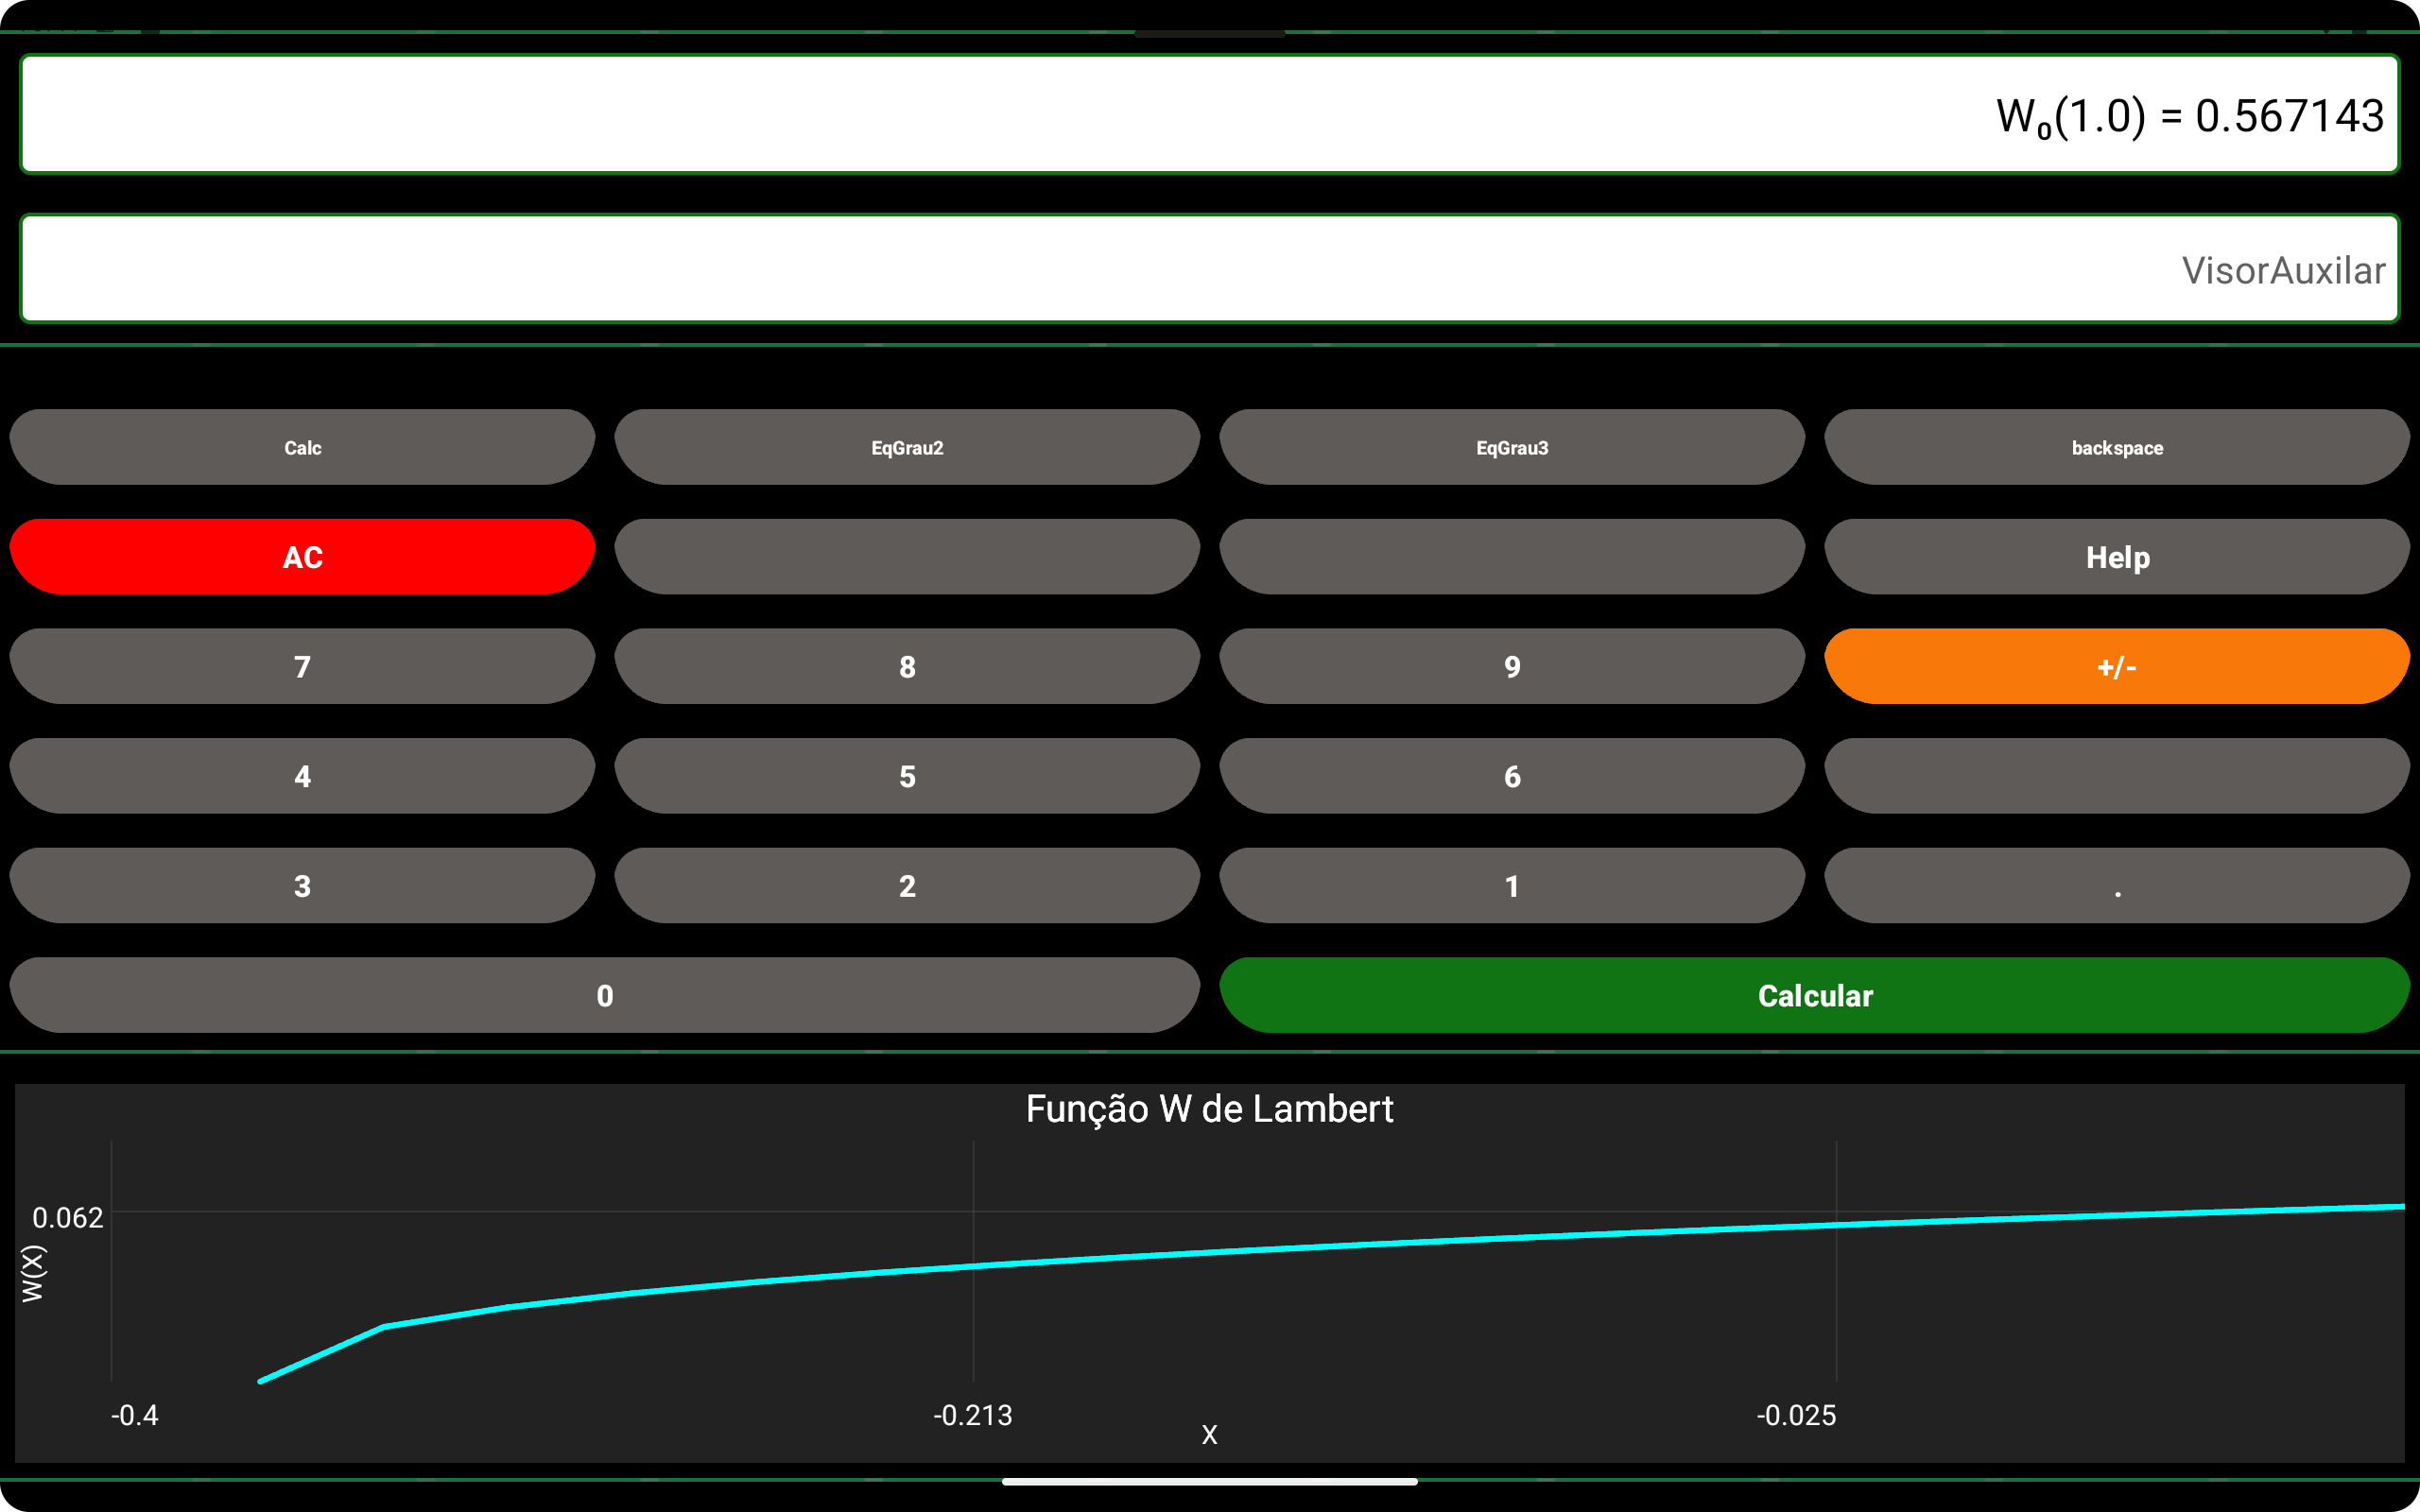 W₀(1.0) = 0.567143
VisorAuxilar
Calc EqGrau2 EqGrau3 backspace
AC Help
7 8 9 +/-
4 5 6
3 2 1 .
0 Calcular
Função W de Lambert
0.062
W(X)
-0.4 -0.213 -0.025
X